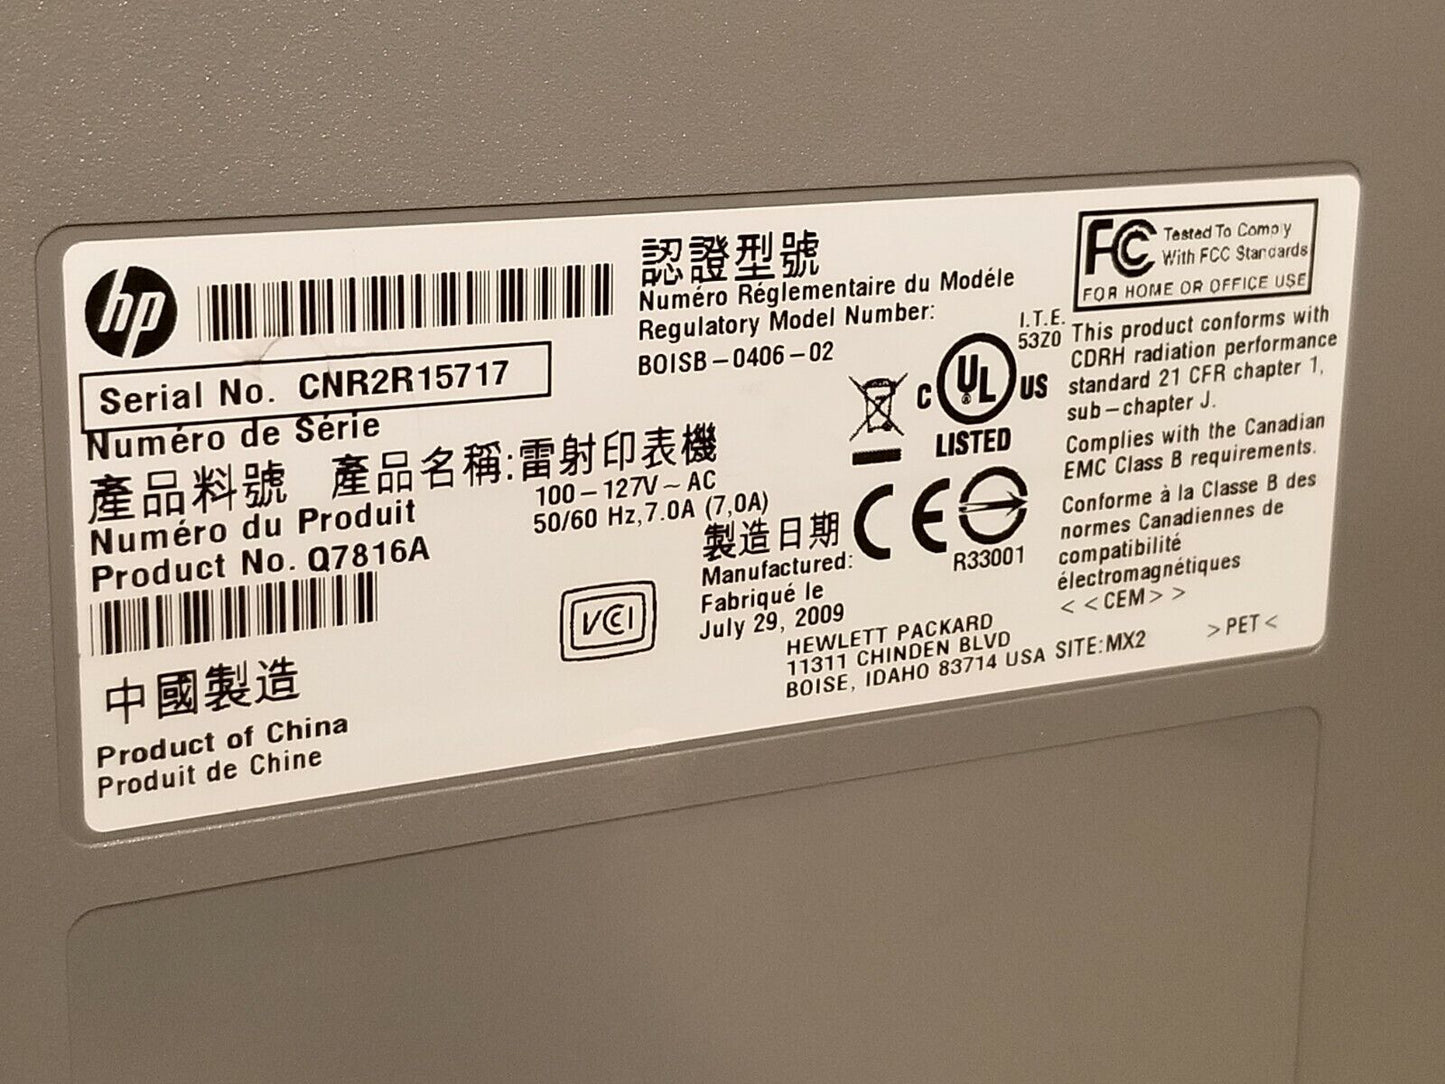 hp
Serial No. CNR2R15717
Numéro de Série
產品料號 產品名稱:雷射印表機
100-127V~AC
50/60 Hz,7.0A (7,0A)
Numéro du Produit
Product No. Q7816A
中國製造
Product of China
Produit de Chine
VCCI
認證型號
Numéro Réglementaire du Modéle
Regulatory Model Number:
BOISB-0406-02
C UL US
LISTED
I.T.E.
53Z0
CE
R33001
製造日期
Manufactured:
Fabriqué le
July 29, 2009
HEWLETT PACKARD
11311 CHINDEN BLVD
BOISE, IDAHO 83714 USA SITE:MX2
FCC Tested To Comply
With FCC Standards
FOR HOME OR OFFICE USE
This product conforms with
CDRH radiation performance
standard 21 CFR chapter 1,
sub-chapter J.
Complies with the Canadian
EMC Class B requirements.
Conforme à la Classe B des
normes Canadiennes de
compatibilité
électromagnétiques
<<CEM>>
>PET<